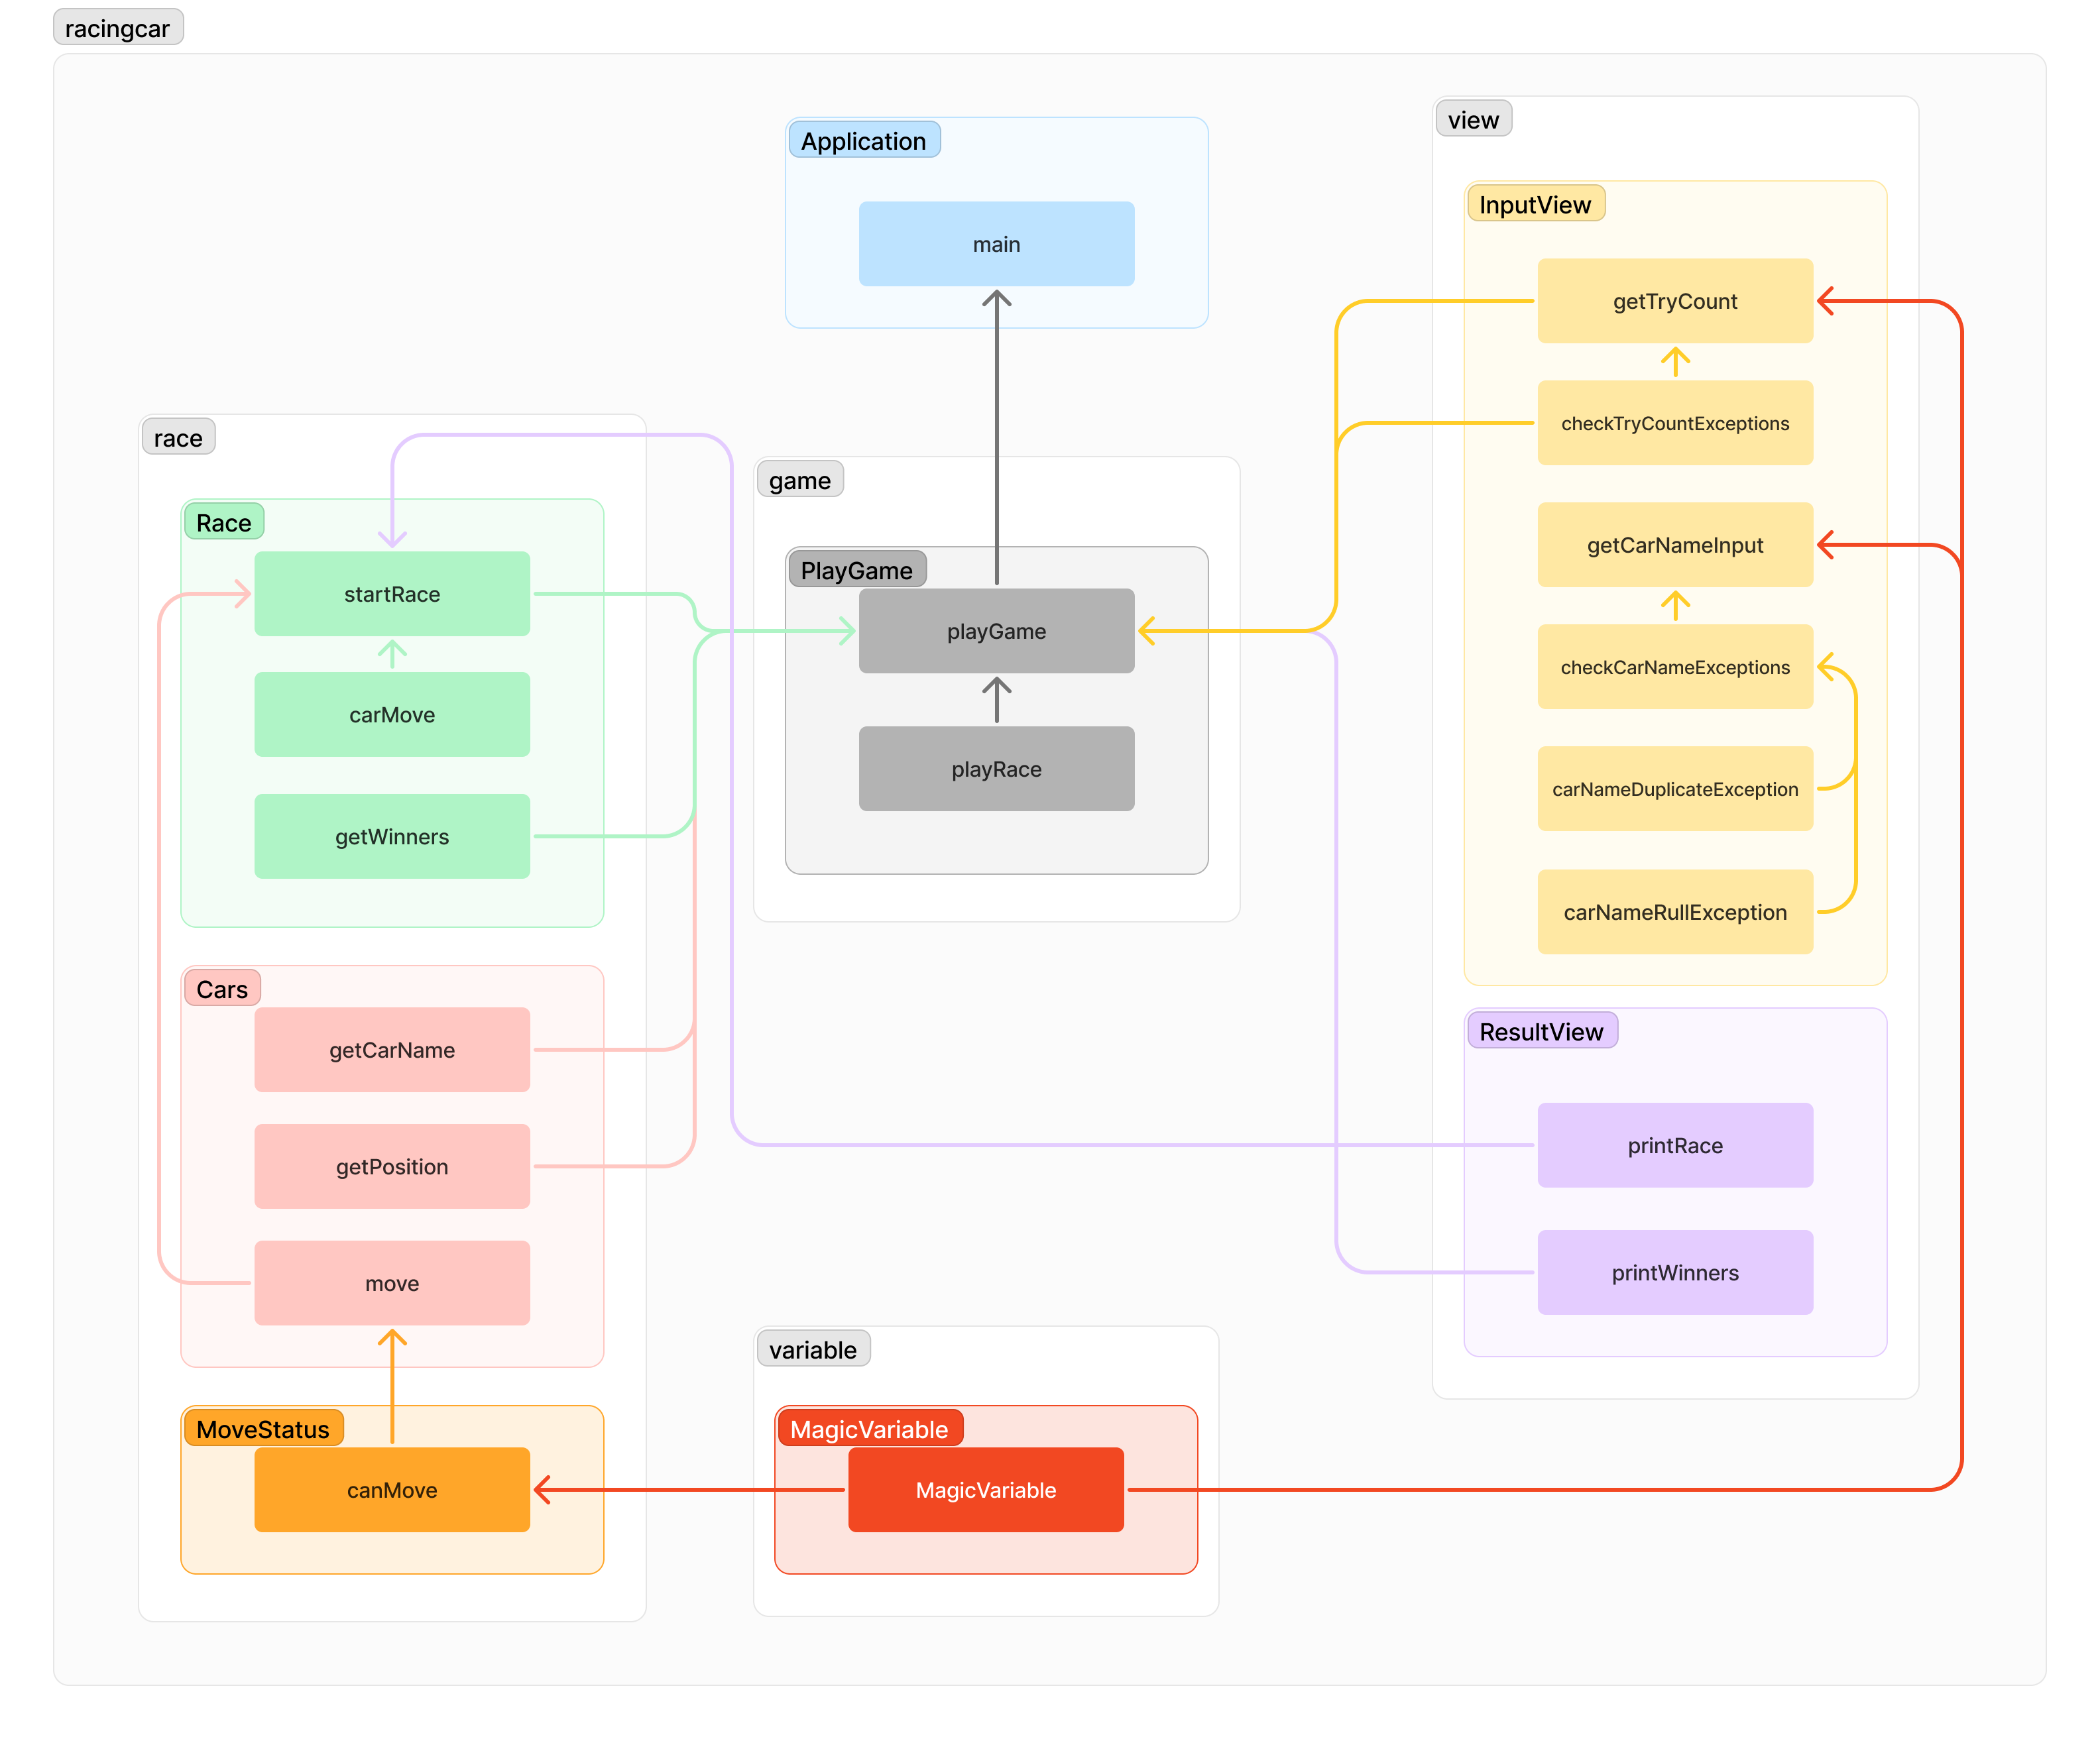 racingcar
Application
main
view
InputView
getTryCount
checkTryCountExceptions
getCarNameInput
checkCarNameExceptions
carNameDuplicateException
carNameRullException
ResultView
printRace
printWinners
race
Race
startRace
carMove
getWinners
Cars
getCarName
getPosition
move
MoveStatus
canMove
game
PlayGame
playGame
playRace
variable
MagicVariable
MagicVariable